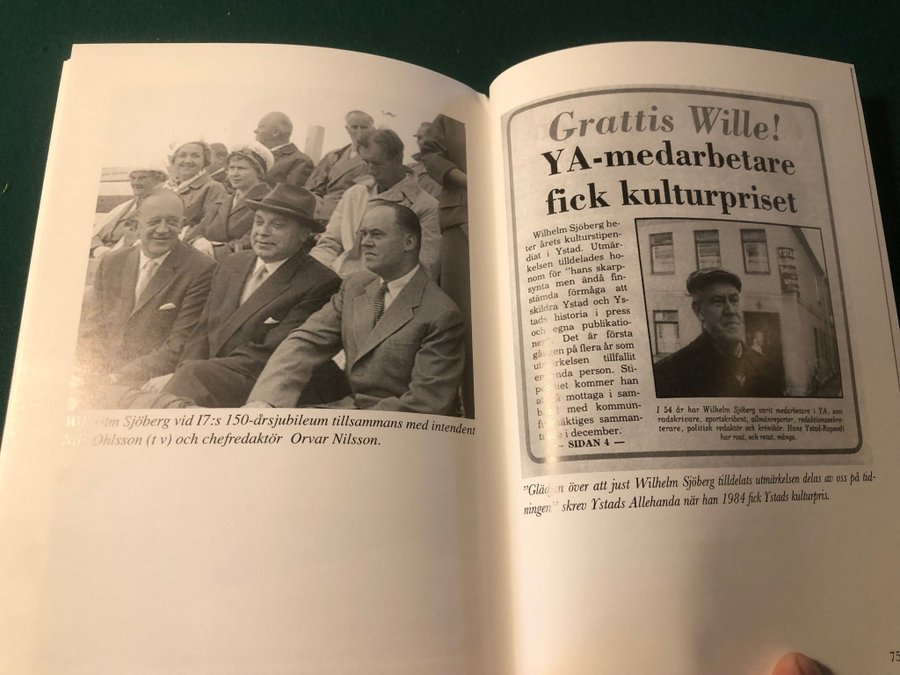 Wilhelm Sjöberg vid I7:s 150-årsjubileum tillsammans med intendent
Ohlsson (t v) och chefredaktör Orvar Nilsson.
Grattis Wille!
YA-medarbetare
fick kulturpriset
Wilhelm Sjöberg he-
ter årets kulturstipen-
diat i Ystad. Utmär-
kelsen tilldelades ho-
nom för "hans skarp-
synta men ändå fin-
stämda förmåga att
skildra Ystad och Ys-
tads historia i press
och egna publikatio-
ner". Det är första
gången på flera år som
utmärkelsen tillfallit
en enda person. Sti-
pendiet kommer han
att mottaga i sam-
band med kommun-
fullmäktiges samman-
träde i december.
— SIDAN 4 —
I 54 år har Wilhelm Sjöberg varit medarbetare i YA, som
radskrivare, sportskribent, allmänreporter, redaktionssekre-
terare, politisk redaktör och krönikör. Hans Ystad-Rapsodi
har roat, och retat, många.
"Glädjen över att just Wilhelm Sjöberg tilldelats utmärkelsen delas av oss på tid-
ningen" skrev Ystads Allehanda när han 1984 fick Ystads kulturpris.
75